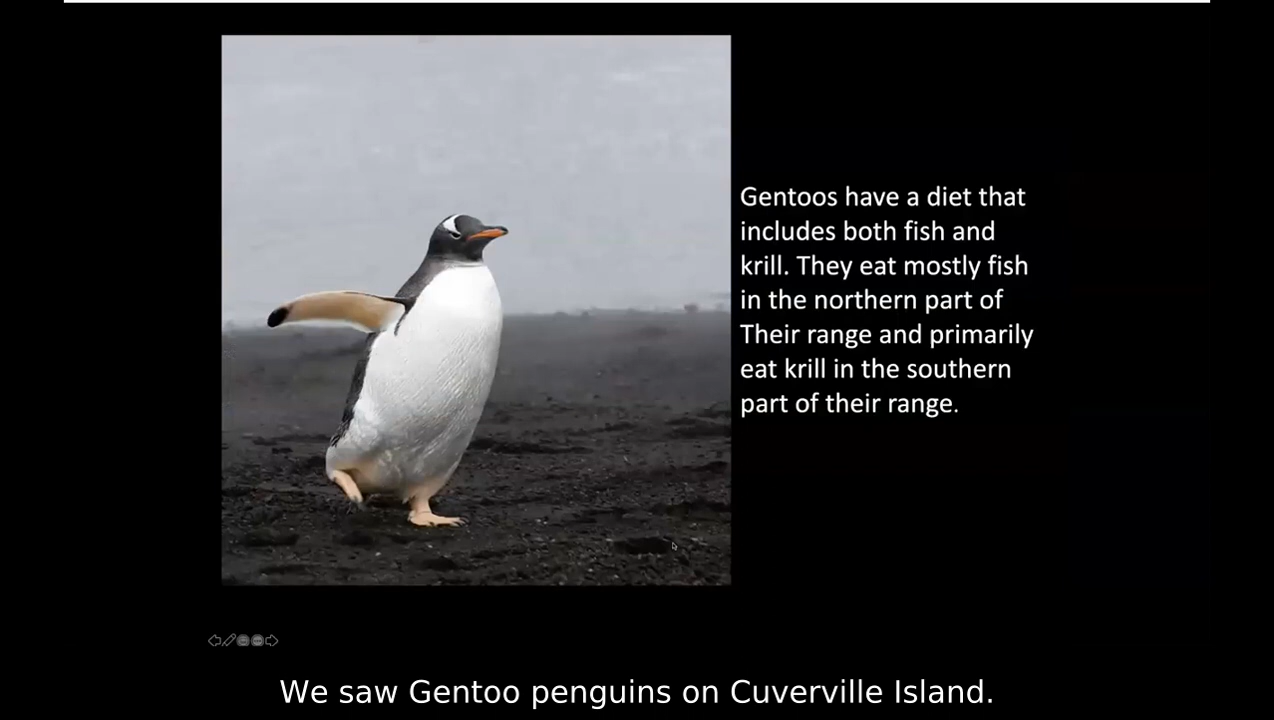 Gentoos have a diet that
includes both fish and
krill. They eat mostly fish
in the northern part of
Their range and primarily
eat krill in the southern
part of their range.
We saw Gentoo penguins on Cuverville Island.